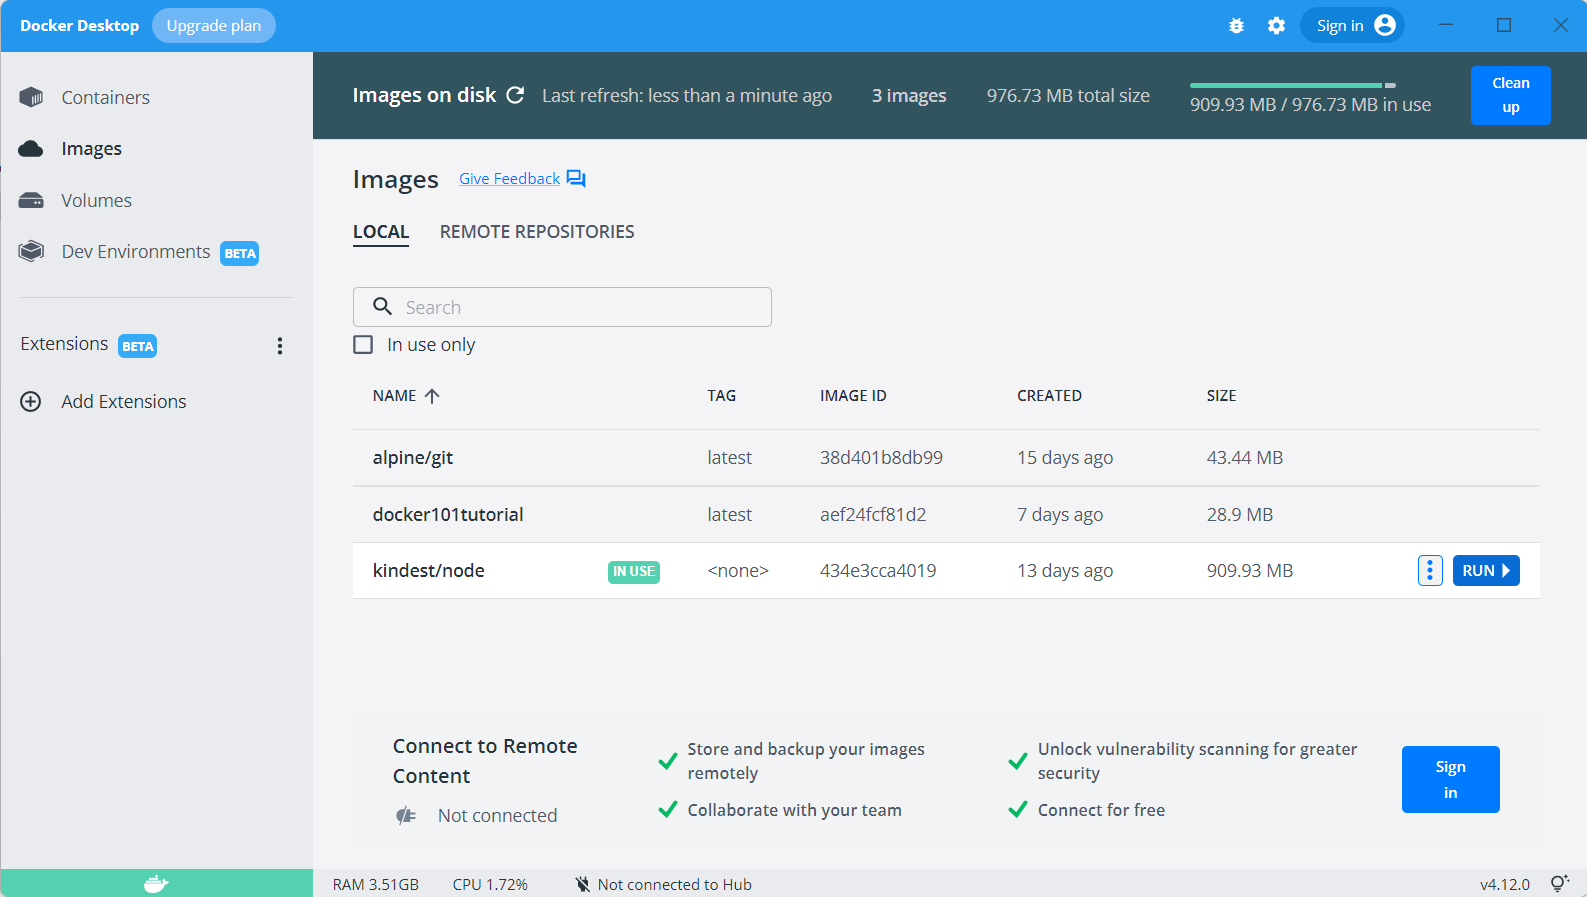 Docker Desktop Upgrade plan Sign in
Containers
Images
Volumes
Dev Environments BETA
Extensions BETA
Add Extensions
Images on disk Last refresh: less than a minute ago 3 images 976.73 MB total size 909.93 MB / 976.73 MB in use Clean
up
Images Give Feedback
LOCAL REMOTE REPOSITORIES
Search
In use only
NAME TAG IMAGE ID CREATED SIZE
alpine/git latest 38d401b8db99 15 days ago 43.44 MB
docker101tutorial latest aef24fcf81d2 7 days ago 28.9 MB
kindest/node IN USE <none> 434e3cca4019 13 days ago 909.93 MB RUN
Connect to Remote
Content
Not connected
Store and backup your images
remotely
Collaborate with your team
Unlock vulnerability scanning for greater
security
Connect for free
Sign
in
RAM 3.51GB CPU 1.72% Not connected to Hub v4.12.0